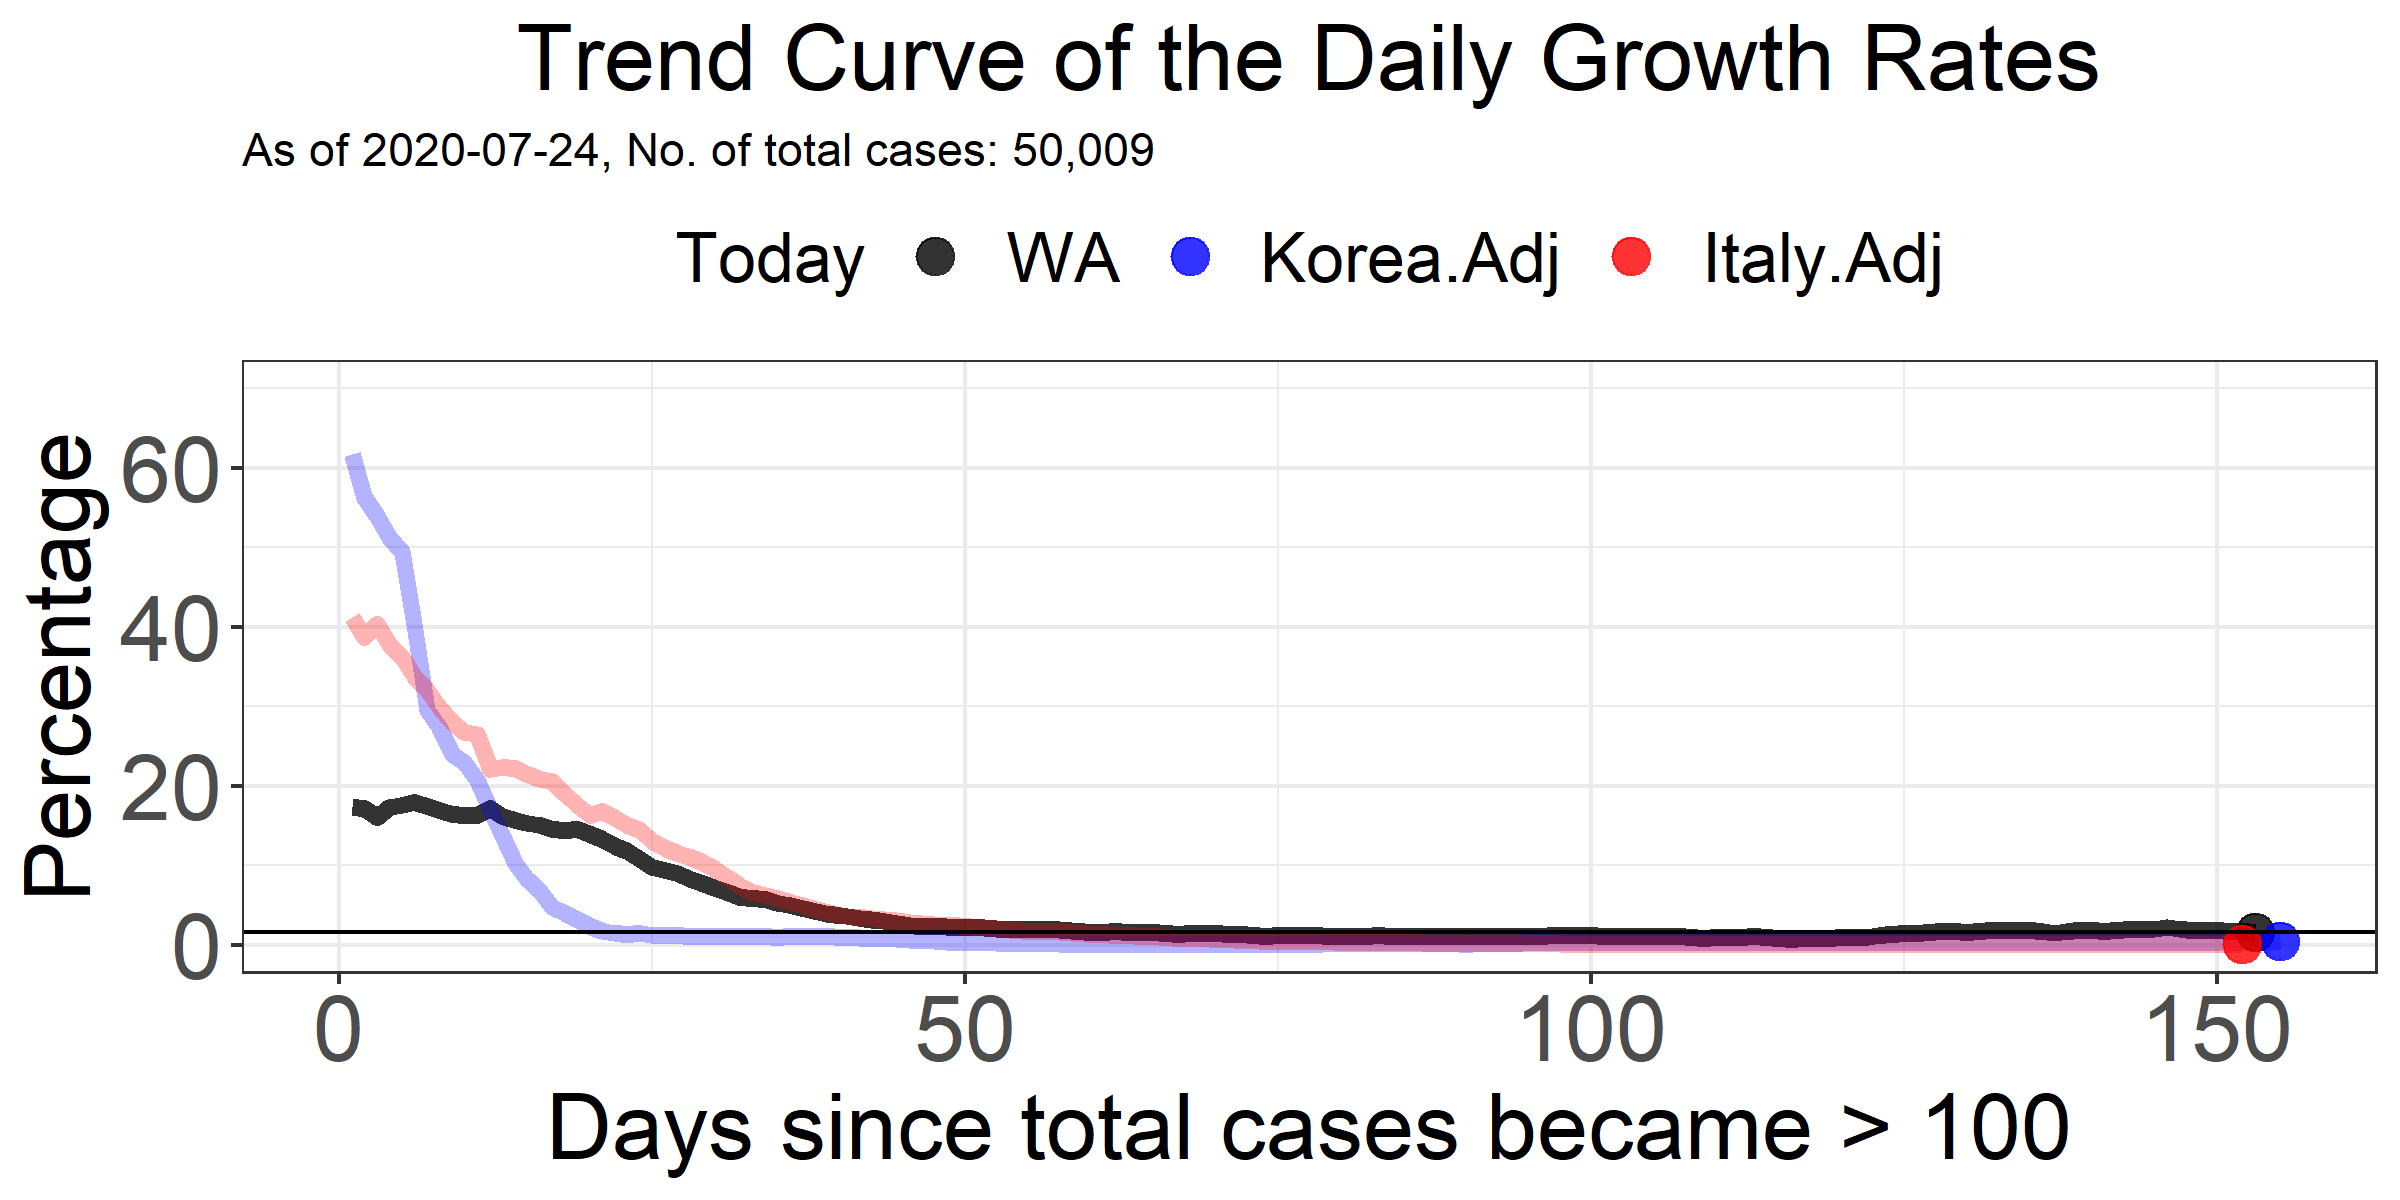 Trend Curve of the Daily Growth Rates
As of 2020-07-24, No. of total cases: 50,009
Today WA Korea.Adj Italy.Adj
Percentage
60
40
20
0
0 50 100 150
Days since total cases became > 100